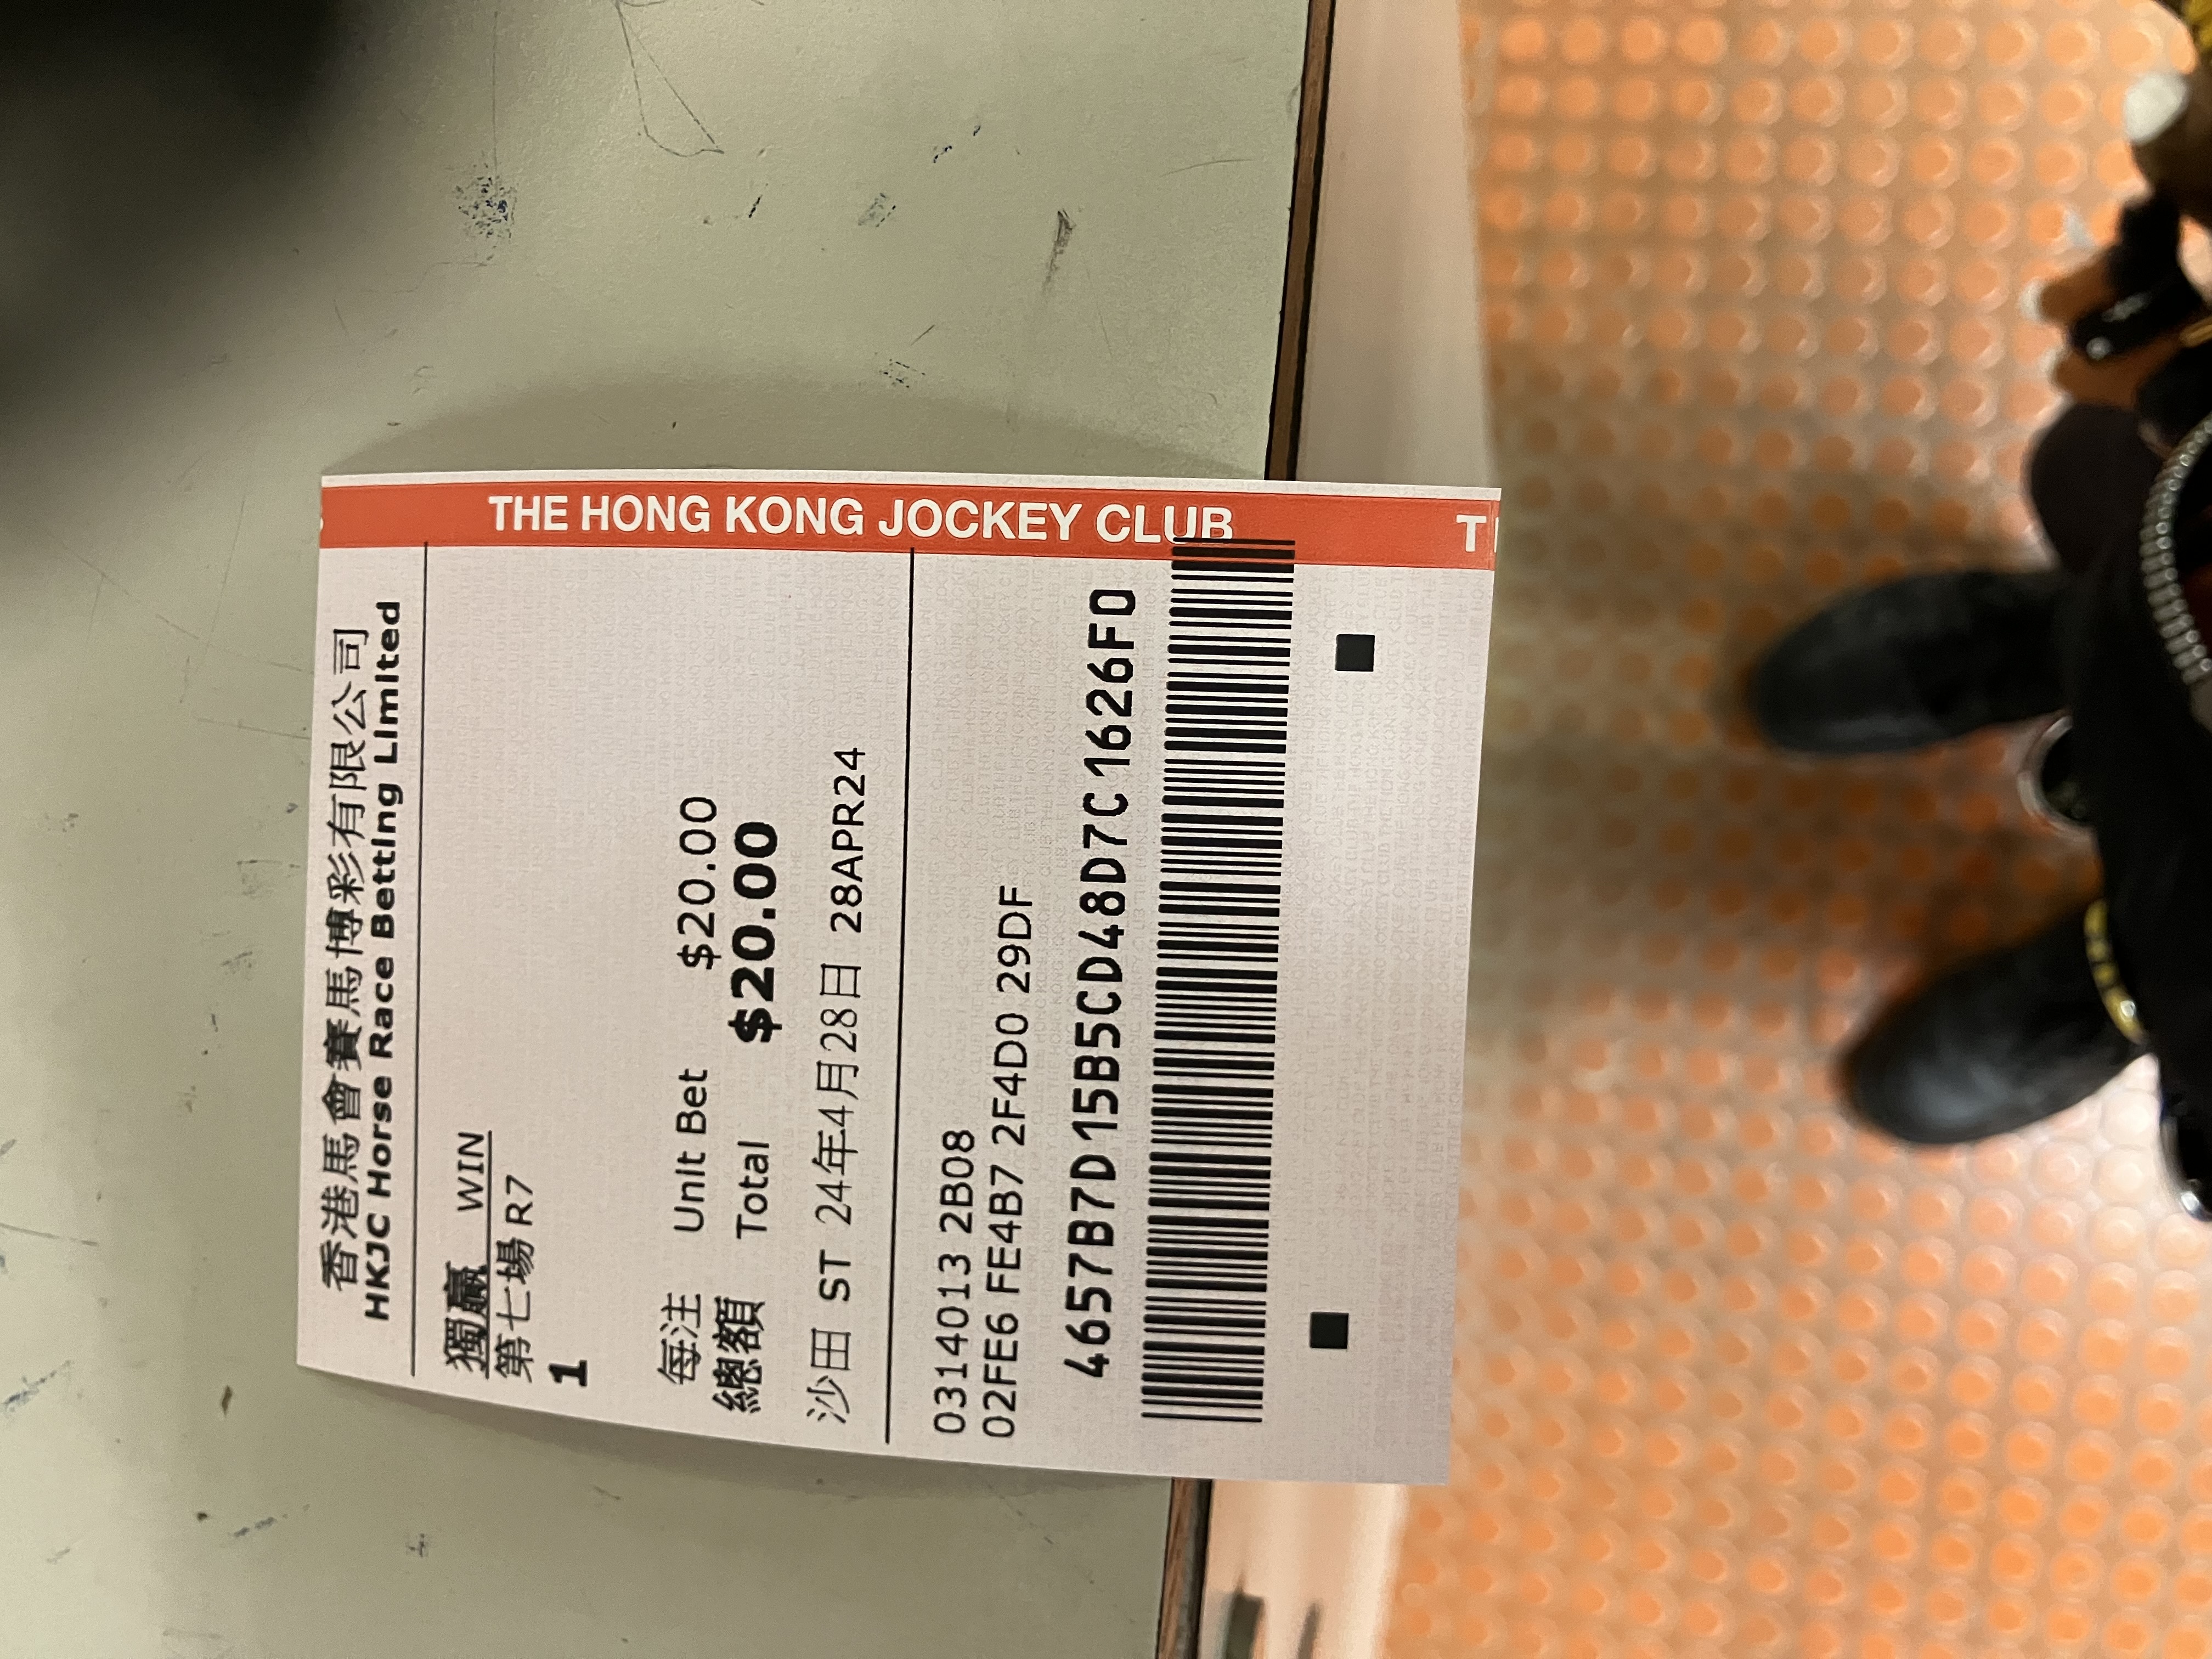 香港馬會賽馬博彩有限公司
HKJC Horse Race Betting Limited
獨贏 WIN
第七場 R7
1
每注 Unit Bet $20.00
總額 Total $20.00
沙田 ST 24年4月28日 28APR24
0314013 2B08
02FE6 FE4B7 2F4D0 29DF
4657B7D15B5CD48D7C1626FD
THE HONG KONG JOCKEY CLUB
T